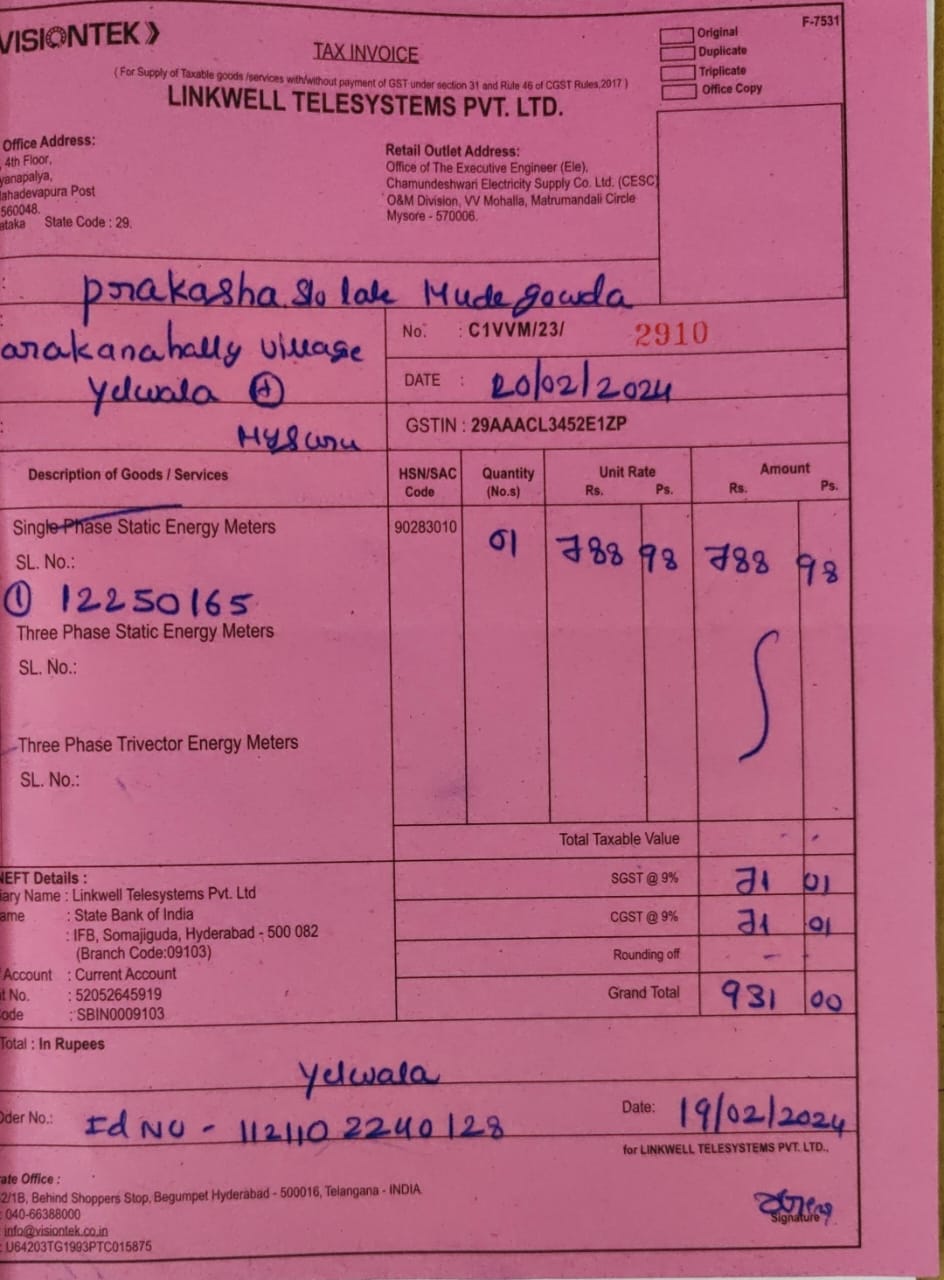 F-7531
VISIONTEK
Original
Duplicate
Triplicate
Office Copy
TAX INVOICE
( For Supply of Taxable goods /services with/without payment of GST under section 31 and Rule 46 of CGST Rules,2017 )
LINKWELL TELESYSTEMS PVT. LTD.
Office Address:
4th Floor,
yanapalya,
ahadevapura Post
560048.
ataka State Code : 29.
Retail Outlet Address:
Office of The Executive Engineer (Ele),
Chamundeshwari Electricity Supply Co. Ltd. (CESC)
O&M Division, VV Mohalla, Matrumandali Circle
Mysore - 570006.
prakasha S/o late Mudegowda
arakanahally village
Yelwala (H)
Mysuru
No. : C1VVM/23/ 2910
DATE : 20/02/2024
GSTIN : 29AAACL3452E1ZP
Description of Goods / Services HSN/SAC Code Quantity (No.s) Unit Rate Rs. Ps. Amount Rs. Ps.
Single Phase Static Energy Meters 90283010 01 788 98 788 98
SL. No.:
① 12250165
Three Phase Static Energy Meters
SL. No.:
Three Phase Trivector Energy Meters
SL. No.:
Total Taxable Value - -
SGST @ 9% 71 01
CGST @ 9% 71 01
Rounding off - -
Grand Total 931 00
NEFT Details :
iary Name : Linkwell Telesystems Pvt. Ltd
ame : State Bank of India
: IFB, Somajiguda, Hyderabad - 500 082
(Branch Code:09103)
Account : Current Account
t No. : 52052645919
ode : SBIN0009103
Total : In Rupees
Yelwala
Oder No.: Id NO - 112110 2240128
Date: 19/02/2024
for LINKWELL TELESYSTEMS PVT. LTD.,
ate Office :
2/1B, Behind Shoppers Stop, Begumpet Hyderabad - 500016, Telangana - INDIA
: 040-66388000
: info@visiontek.co.in
: U64203TG1993PTC015875
Signature